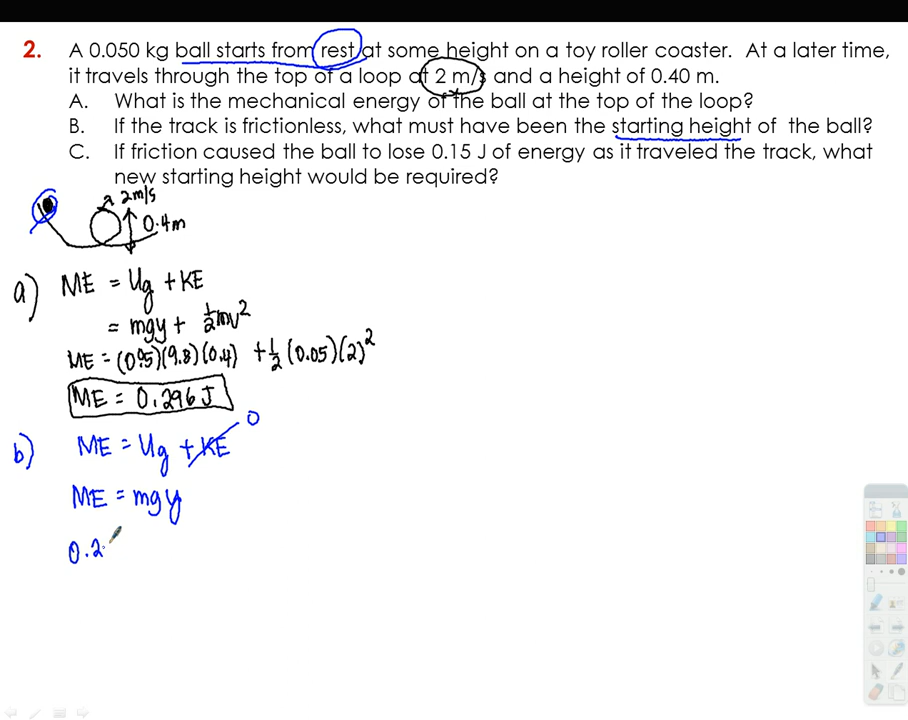 2. A 0.050 kg ball starts from rest at some height on a toy roller coaster. At a later time,
it travels through the top of a loop at 2 m/s and a height of 0.40 m.
A. What is the mechanical energy of the ball at the top of the loop?
B. If the track is frictionless, what must have been the starting height of the ball?
C. If friction caused the ball to lose 0.15 J of energy as it traveled the track, what
new starting height would be required?
2m/s
0.4m
a) ME = Ug + KE
= mgy + ½mv²
ME = (0.05)(9.8)(0.4) + ½(0.05)(2)²
ME = 0.296 J
b) ME = Ug + KE 0
ME = mgy
0.2